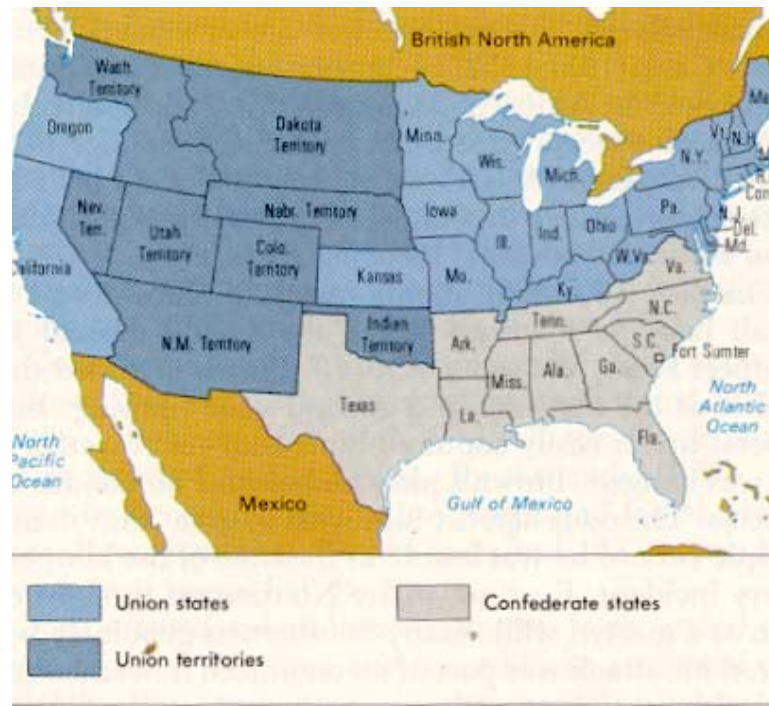 British North America
Wash.
Territory
Oregon
Dakota
Territory
Minn.
Wis.
Mich.
Me
Vt.
N.H.
N.Y.
R.
Con
Nev.
Terr.
Utah
Territory
Nebr. Territory
Colo.
Territory
Iowa
Ill.
Ind.
Ohio
Pa.
N.J.
Del.
Md.
California
Kansas
Mo.
Ky.
W.Va.
Va.
N.M. Territory
Indian
Territory
Ark.
Tenn.
N.C.
S.C.
Fort Sumter
Texas
La.
Miss.
Ala.
Ga.
Fla.
North
Atlantic
Ocean
North
Pacific
Ocean
Mexico
Gulf of Mexico
Union states
Confederate states
Union territories